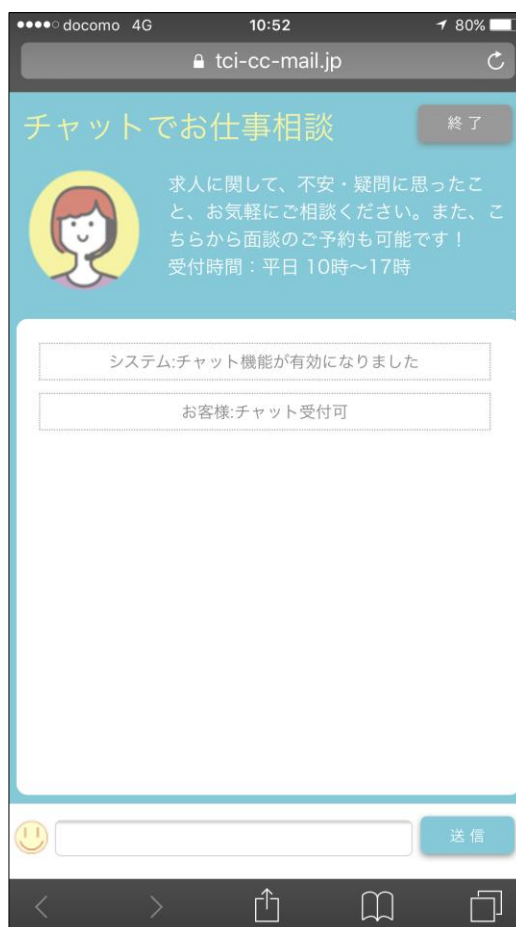 docomo 4G 10:52 80%
tci-cc-mail.jp
チャットでお仕事相談
終了
求人に関して、不安・疑問に思ったこ
と、お気軽にご相談ください。また、こ
ちらから面談のご予約も可能です！
受付時間：平日 10時〜17時
システム:チャット機能が有効になりました
お客様:チャット受付可
送信